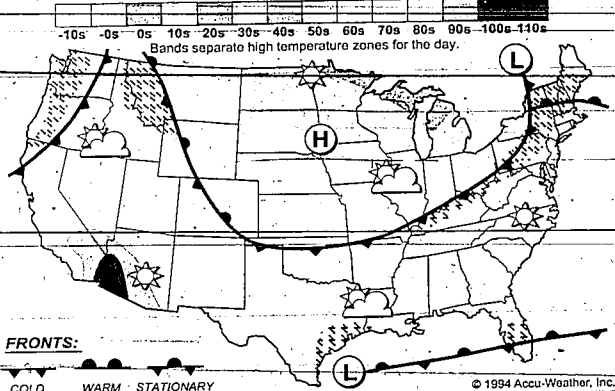 -10s -0s 0s 10s 20s 30s 40s 50s 60s 70s 80s 90s 100s 110s
Bands separate high temperature zones for the day.
L
H
FRONTS:
L
COLD WARM STATIONARY
© 1994 Accu-Weather, Inc.